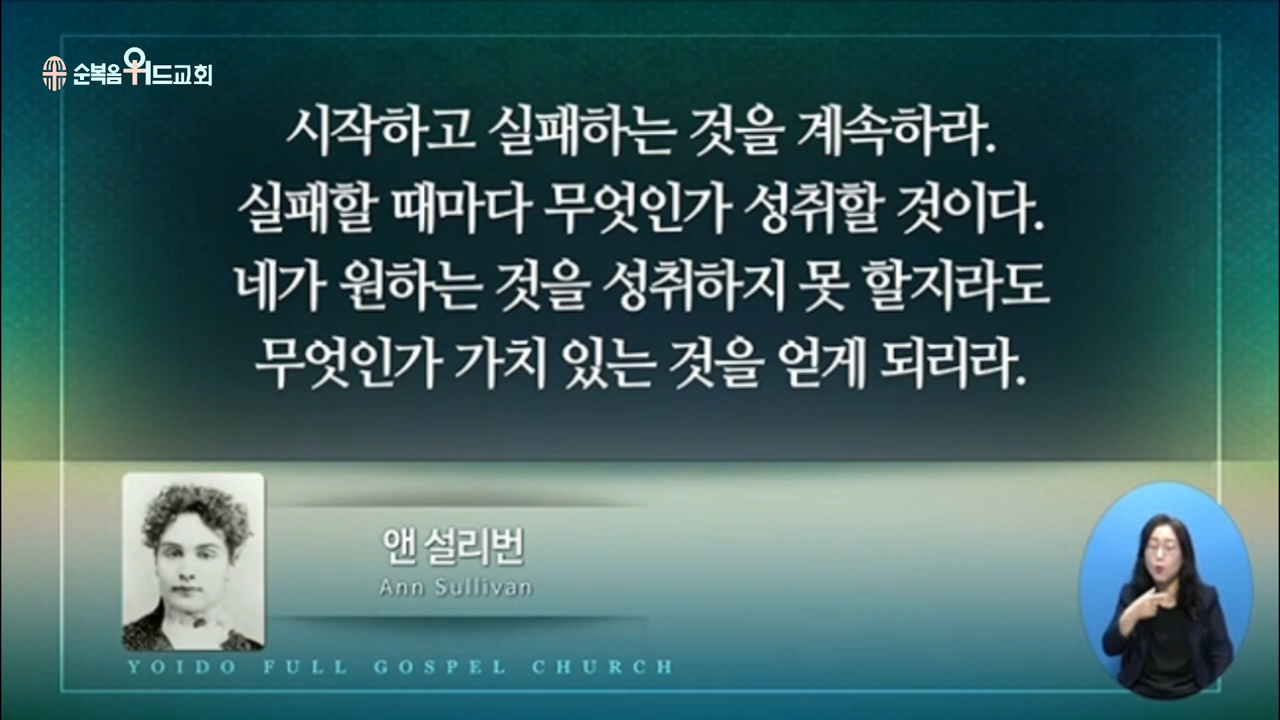 순복음위드교회
시작하고 실패하는 것을 계속하라.
실패할 때마다 무엇인가 성취할 것이다.
네가 원하는 것을 성취하지 못 할지라도
무엇인가 가치 있는 것을 얻게 되리라.
앤 설리번
Ann Sullivan
YOIDO FULL GOSPEL CHURCH